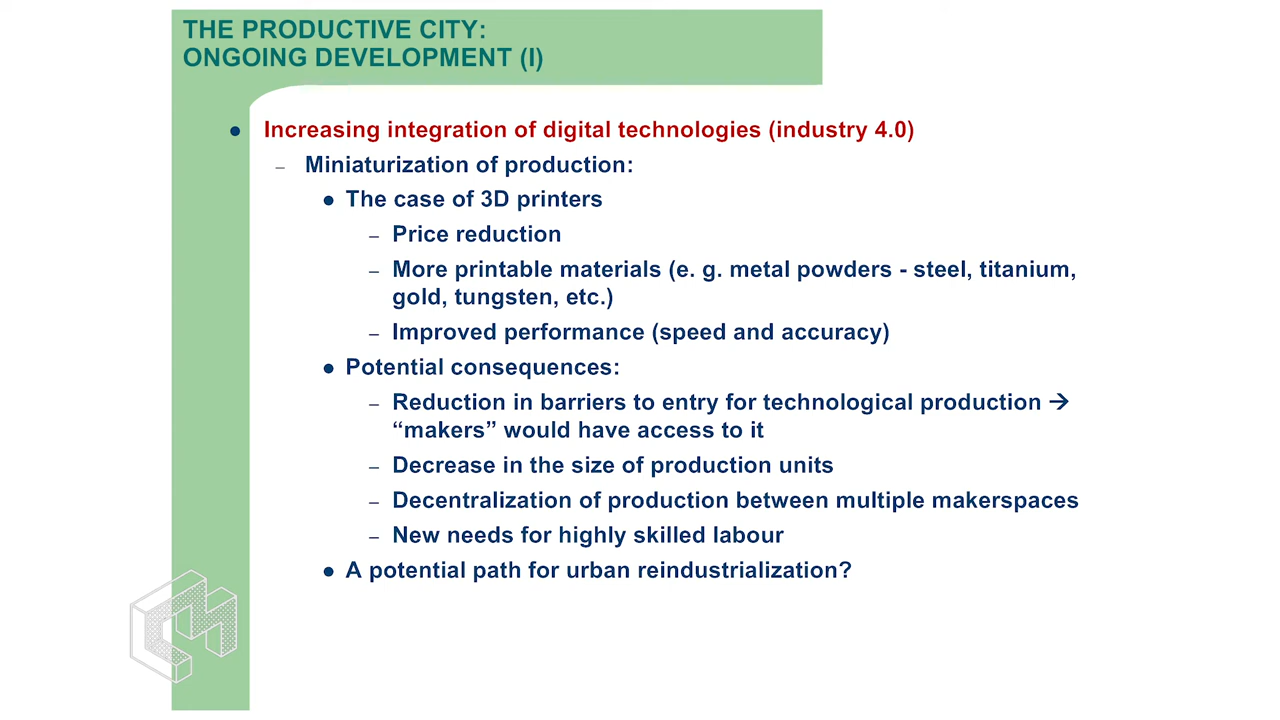 THE PRODUCTIVE CITY:
ONGOING DEVELOPMENT (I)
● Increasing integration of digital technologies (industry 4.0)
– Miniaturization of production:
● The case of 3D printers
– Price reduction
– More printable materials (e. g. metal powders - steel, titanium,
gold, tungsten, etc.)
– Improved performance (speed and accuracy)
● Potential consequences:
– Reduction in barriers to entry for technological production →
“makers” would have access to it
– Decrease in the size of production units
– Decentralization of production between multiple makerspaces
– New needs for highly skilled labour
● A potential path for urban reindustrialization?
CM